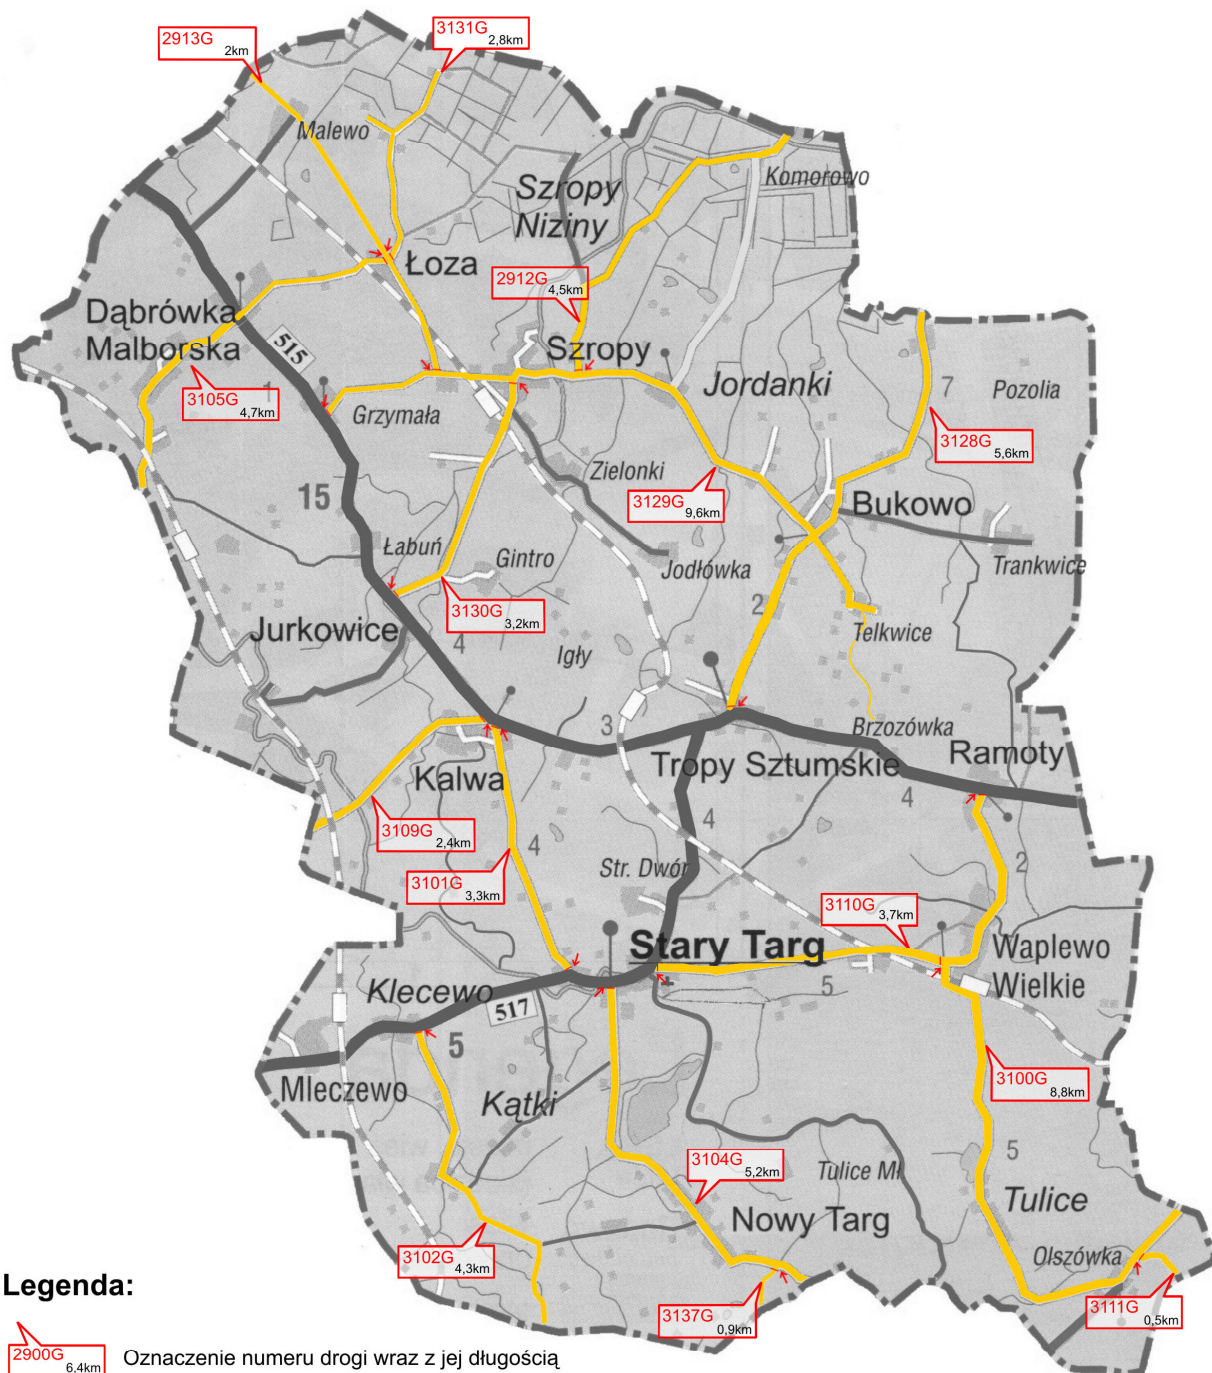 2913G
2km
3131G
2,8km
Malewo
Komorowo
Szropy
Niziny
Łoza
2912G
4,5km
Dąbrówka
Malborska
515
Szropy
Jordanki
7
Pozolia
1
3105G
4,7km
Grzymała
3128G
5,6km
Zielonki
15
3129G
9,6km
Bukowo
Łabuń
Gintro
Jodłówka
Trankwice
3130G
3,2km
2
Jurkowice
4
Telkwice
Igły
3
Brzozówka
Ramoty
Kalwa
Tropy Sztumskie
4
4
3109G
2,4km
4
2
Str. Dwór
3101G
3,3km
3110G
3,7km
Stary Targ
Waplewo
Wielkie
Klecewo
5
517
5
3100G
8,8km
Mleczewo
Kątki
5
3104G
5,2km
Tulice Mł
Tulice
Nowy Targ
3102G
4,3km
Olszówka
Legenda:
3137G
0,9km
3111G
0,5km
2900G
6,4km
Oznaczenie numeru drogi wraz z jej długością